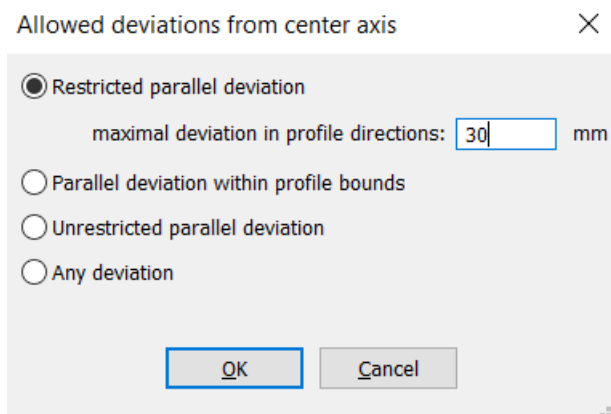 Allowed deviations from center axis
Restricted parallel deviation
maximal deviation in profile directions: 30 mm
Parallel deviation within profile bounds
Unrestricted parallel deviation
Any deviation
OK Cancel